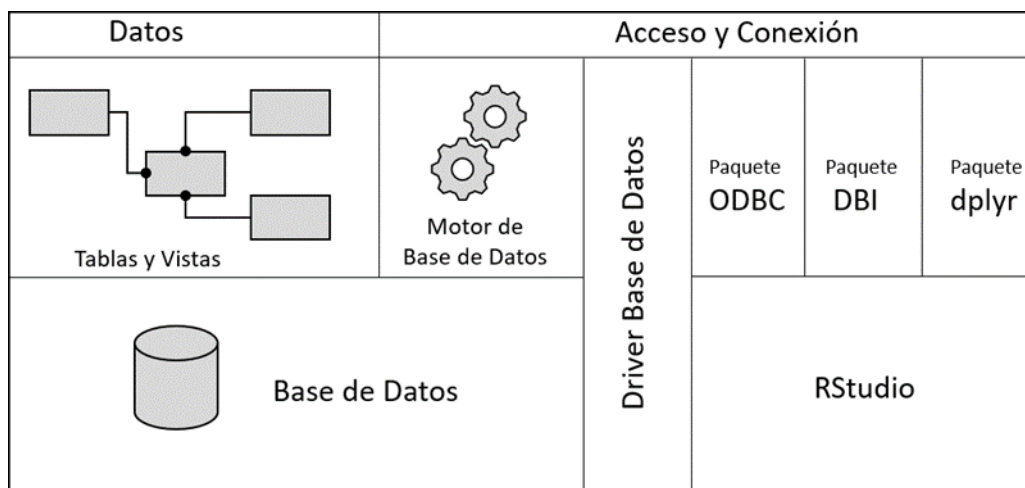 Datos
Acceso y Conexión
Tablas y Vistas
Motor de
Base de Datos
Driver Base de Datos
Paquete
ODBC
Paquete
DBI
Paquete
dplyr
Base de Datos
RStudio